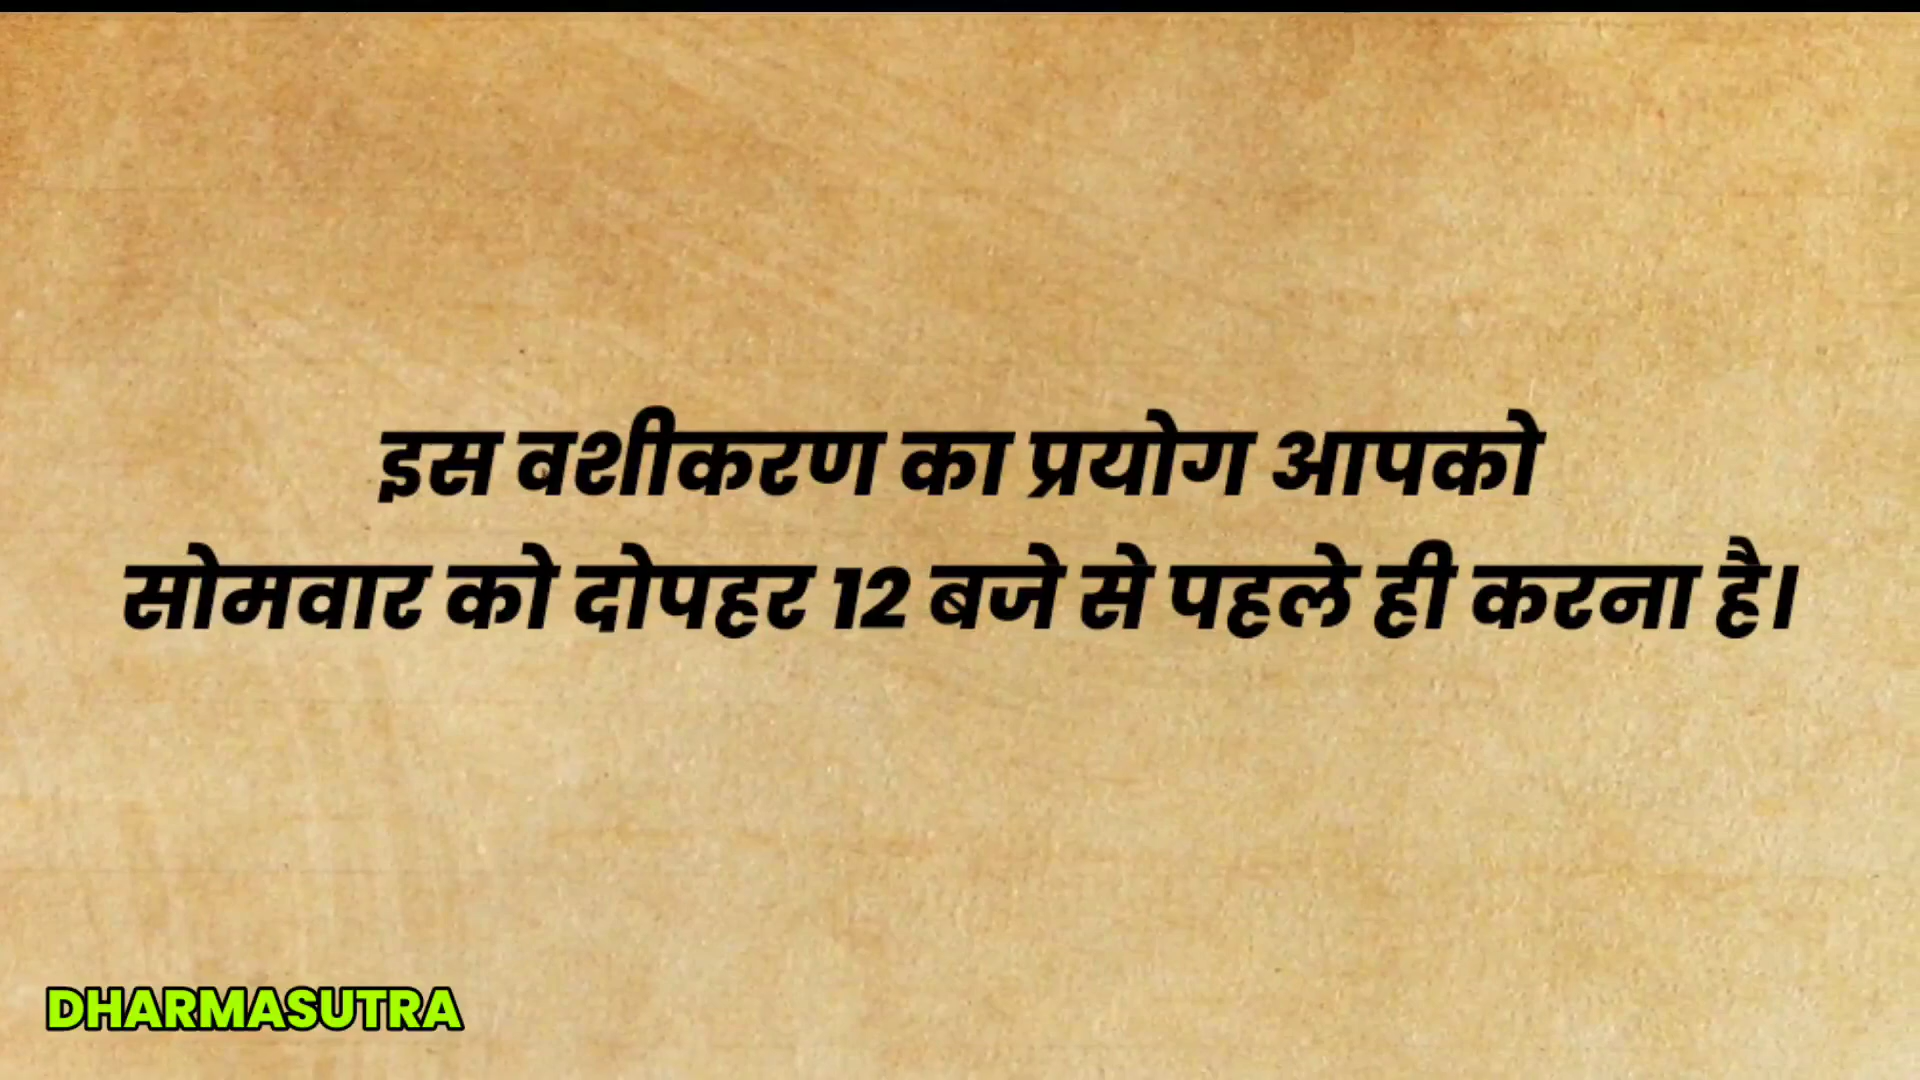 इस वशीकरण का प्रयोग आपको
सोमवार को दोपहर 12 बजे से पहले ही करना है।
DHARMASUTRA